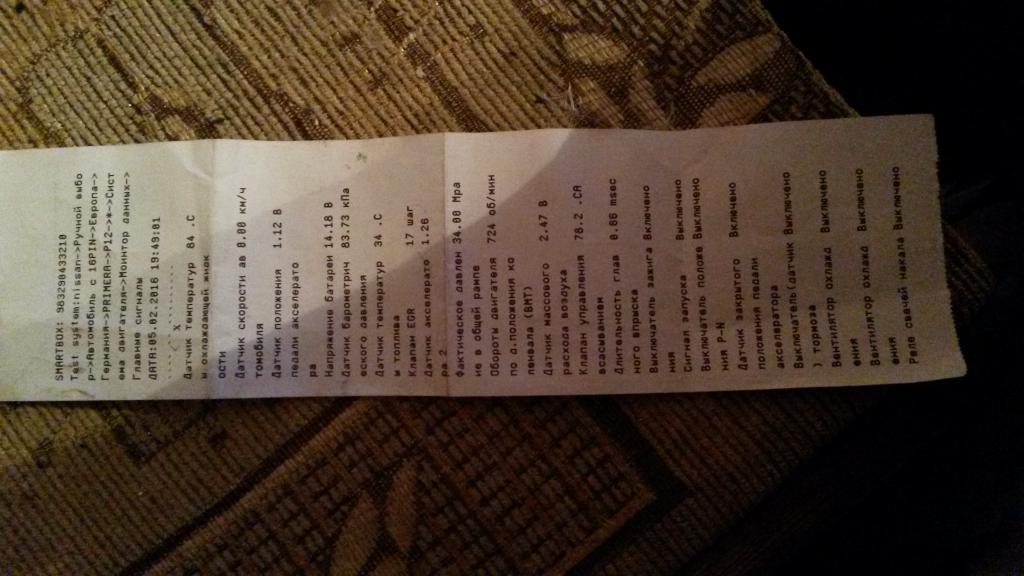 SMARTBOX: 983290433210
Test system:nissan->Ручной выбо
р->Автомобиль с 16PIN->Европа->
Германия->PRIMERA->P12->*->Сист
ема двигателя->Монитор данных->
Главные сигналы
ДАТА:05.02.2016 19:49:01
Датчик температур 84 .C
ы охлаждающей жидк
ости
Датчик скорости ав 0.00 км/ч
томобиля
Датчик положения 1.12 В
педали акселерато
ра
Напряжение батареи 14.18 В
Датчик барометрич 83.73 кПа
еского давления
Датчик температур 34 .C
ы топлива
Клапан EGR 17 шаг
Датчик акселерато 1.26
ра 2
Фактическое давлен 34.00 Mpa
ие в общей рампе
Обороты двигателя 724 об/мин
по д.положения ко
ленвала (ВМТ)
Датчик массового 2.47 В
расхода воздуха
Клапан управления 78.2 .CA
всасыванием
Длительность глав 0.86 msec
ного впрыска
Выключатель зажига Включено
ния
Сигнал запуска Выключено
Выключатель положе Выключено
ния P-N
Датчик закритого Включено
положения педали
акселератора
Выключатель(датчик Выключено
) тормоза
Вентилятор охлажд Выключено
ения
Вентилятор охлажд Выключено
ения
Реле свечей накала Выключено